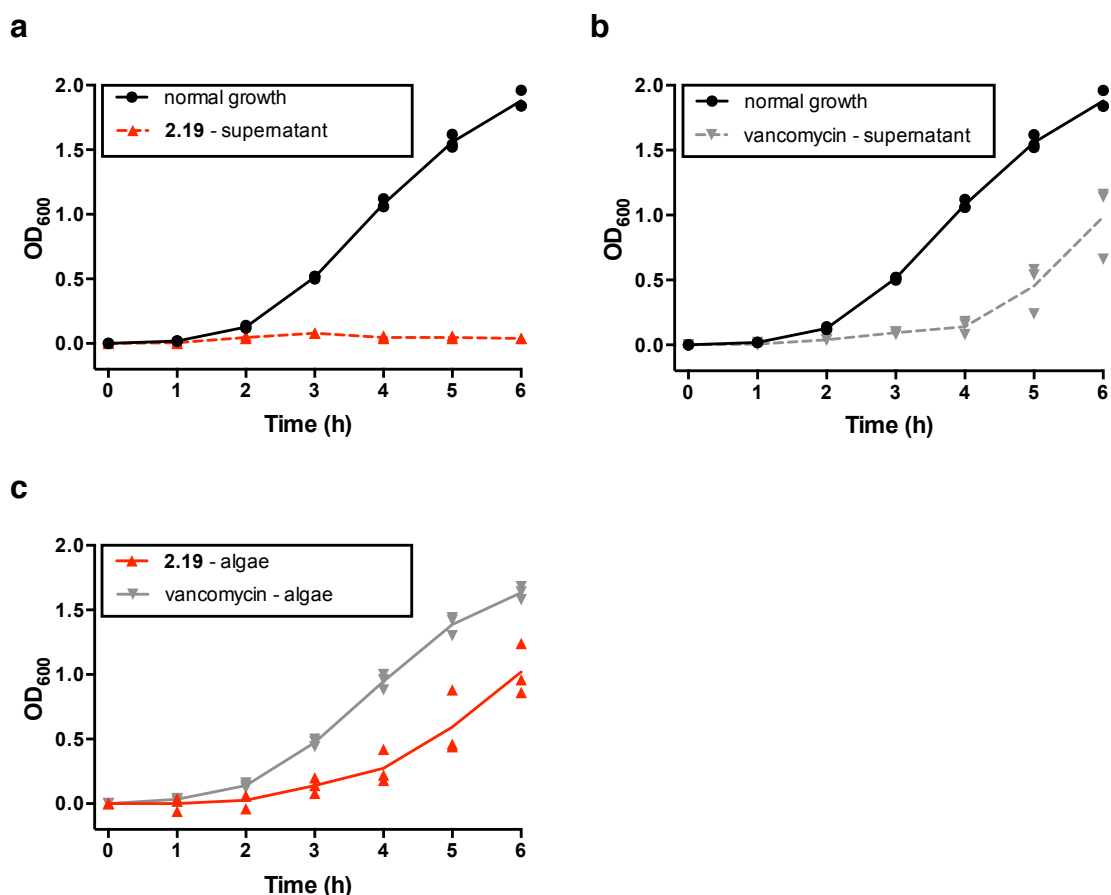 a
normal growth
2.19 - supernatant
OD600
2.0
1.5
1.0
0.5
0.0
0 1 2 3 4 5 6
Time (h)
b
normal growth
vancomycin - supernatant
OD600
2.0
1.5
1.0
0.5
0.0
0 1 2 3 4 5 6
Time (h)
c
2.19 - algae
vancomycin - algae
OD600
2.0
1.5
1.0
0.5
0.0
0 1 2 3 4 5 6
Time (h)